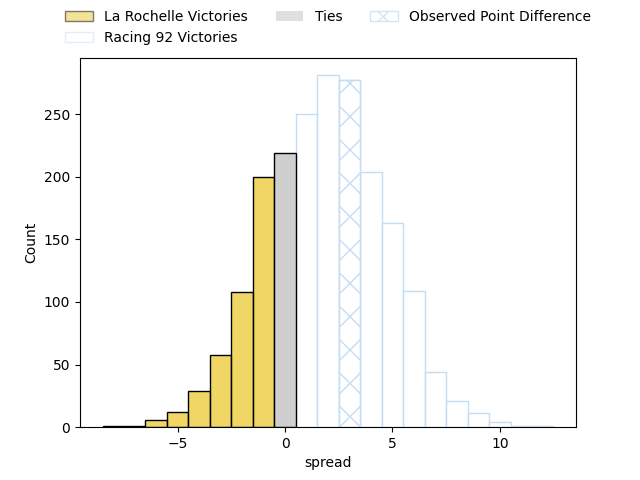 La Rochelle Victories
Ties
Observed Point Difference
Racing 92 Victories
250
200
150
100
50
0
Count
−5
0
5
10
spread